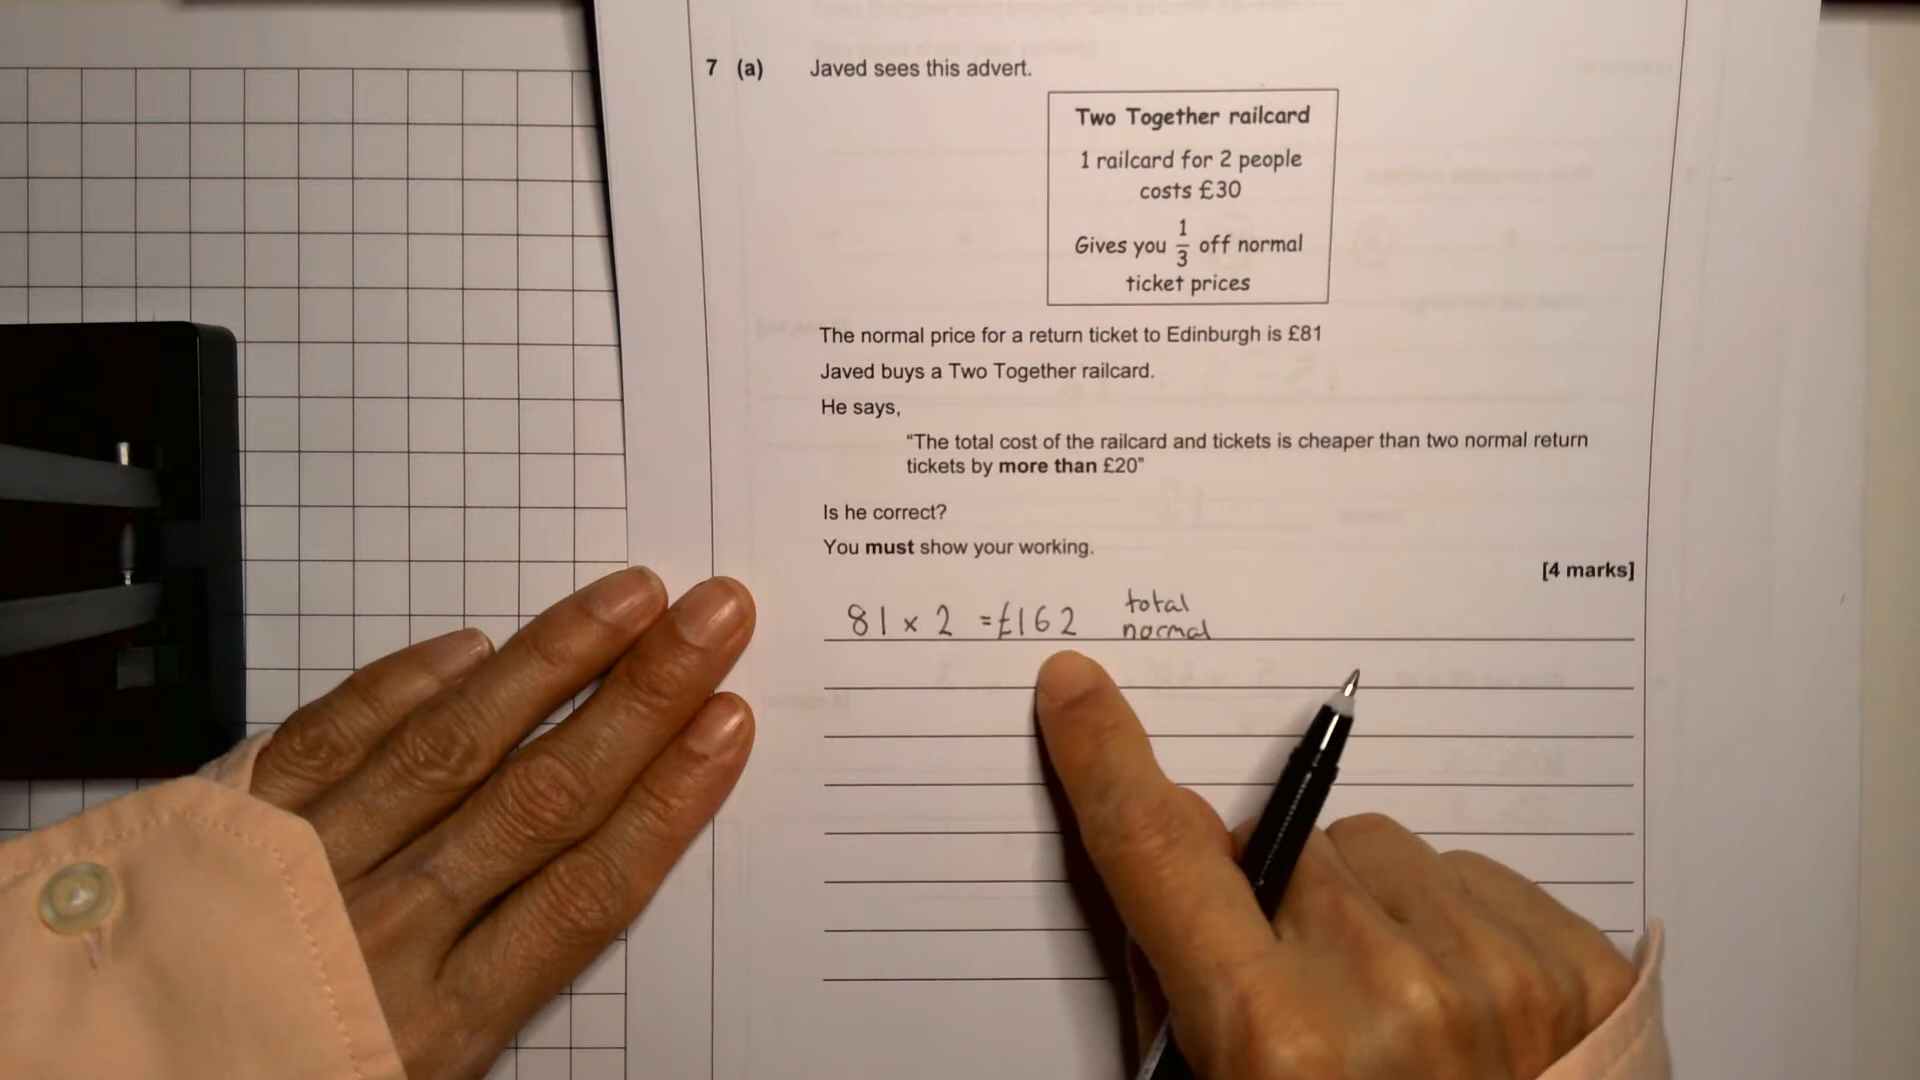 7 (a) Javed sees this advert.
Two Together railcard
1 railcard for 2 people
costs £30
Gives you 1/3 off normal
ticket prices
The normal price for a return ticket to Edinburgh is £81
Javed buys a Two Together railcard.
He says,
"The total cost of the railcard and tickets is cheaper than two normal return
tickets by more than £20"
Is he correct?
You must show your working.
[4 marks]
81 × 2 = £162 total
normal